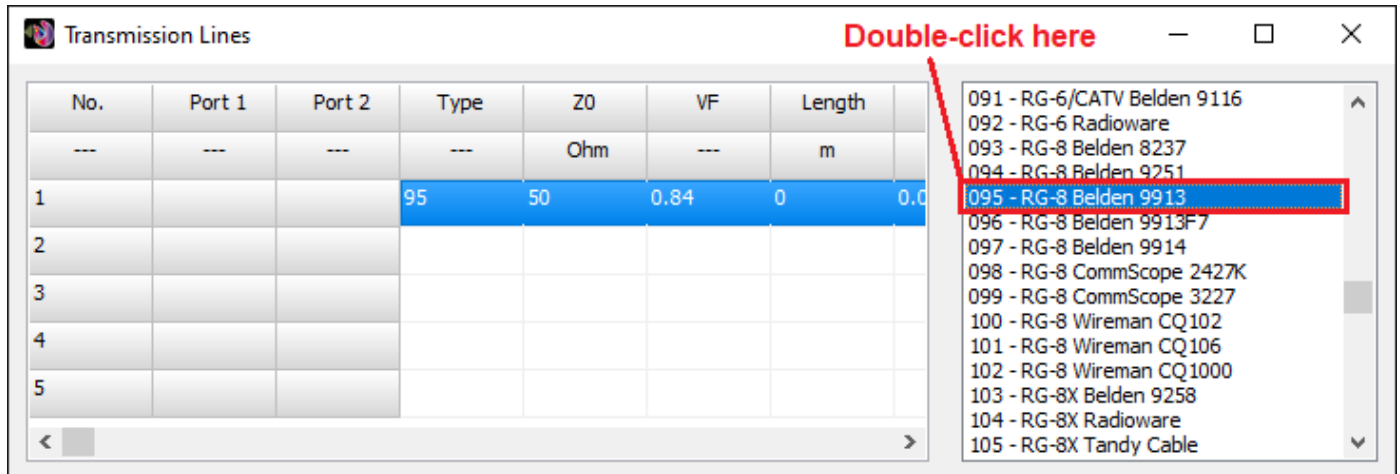 Transmission Lines
Double-click here
No. Port 1 Port 2 Type Z0 VF Length
--- --- --- --- Ohm --- m
1 95 50 0.84 0 0.0
2
3
4
5
091 - RG-6/CATV Belden 9116
092 - RG-6 Radioware
093 - RG-8 Belden 8237
094 - RG-8 Belden 9251
095 - RG-8 Belden 9913
096 - RG-8 Belden 9913F7
097 - RG-8 Belden 9914
098 - RG-8 CommScope 2427K
099 - RG-8 CommScope 3227
100 - RG-8 Wireman CQ102
101 - RG-8 Wireman CQ106
102 - RG-8 Wireman CQ1000
103 - RG-8X Belden 9258
104 - RG-8X Radioware
105 - RG-8X Tandy Cable